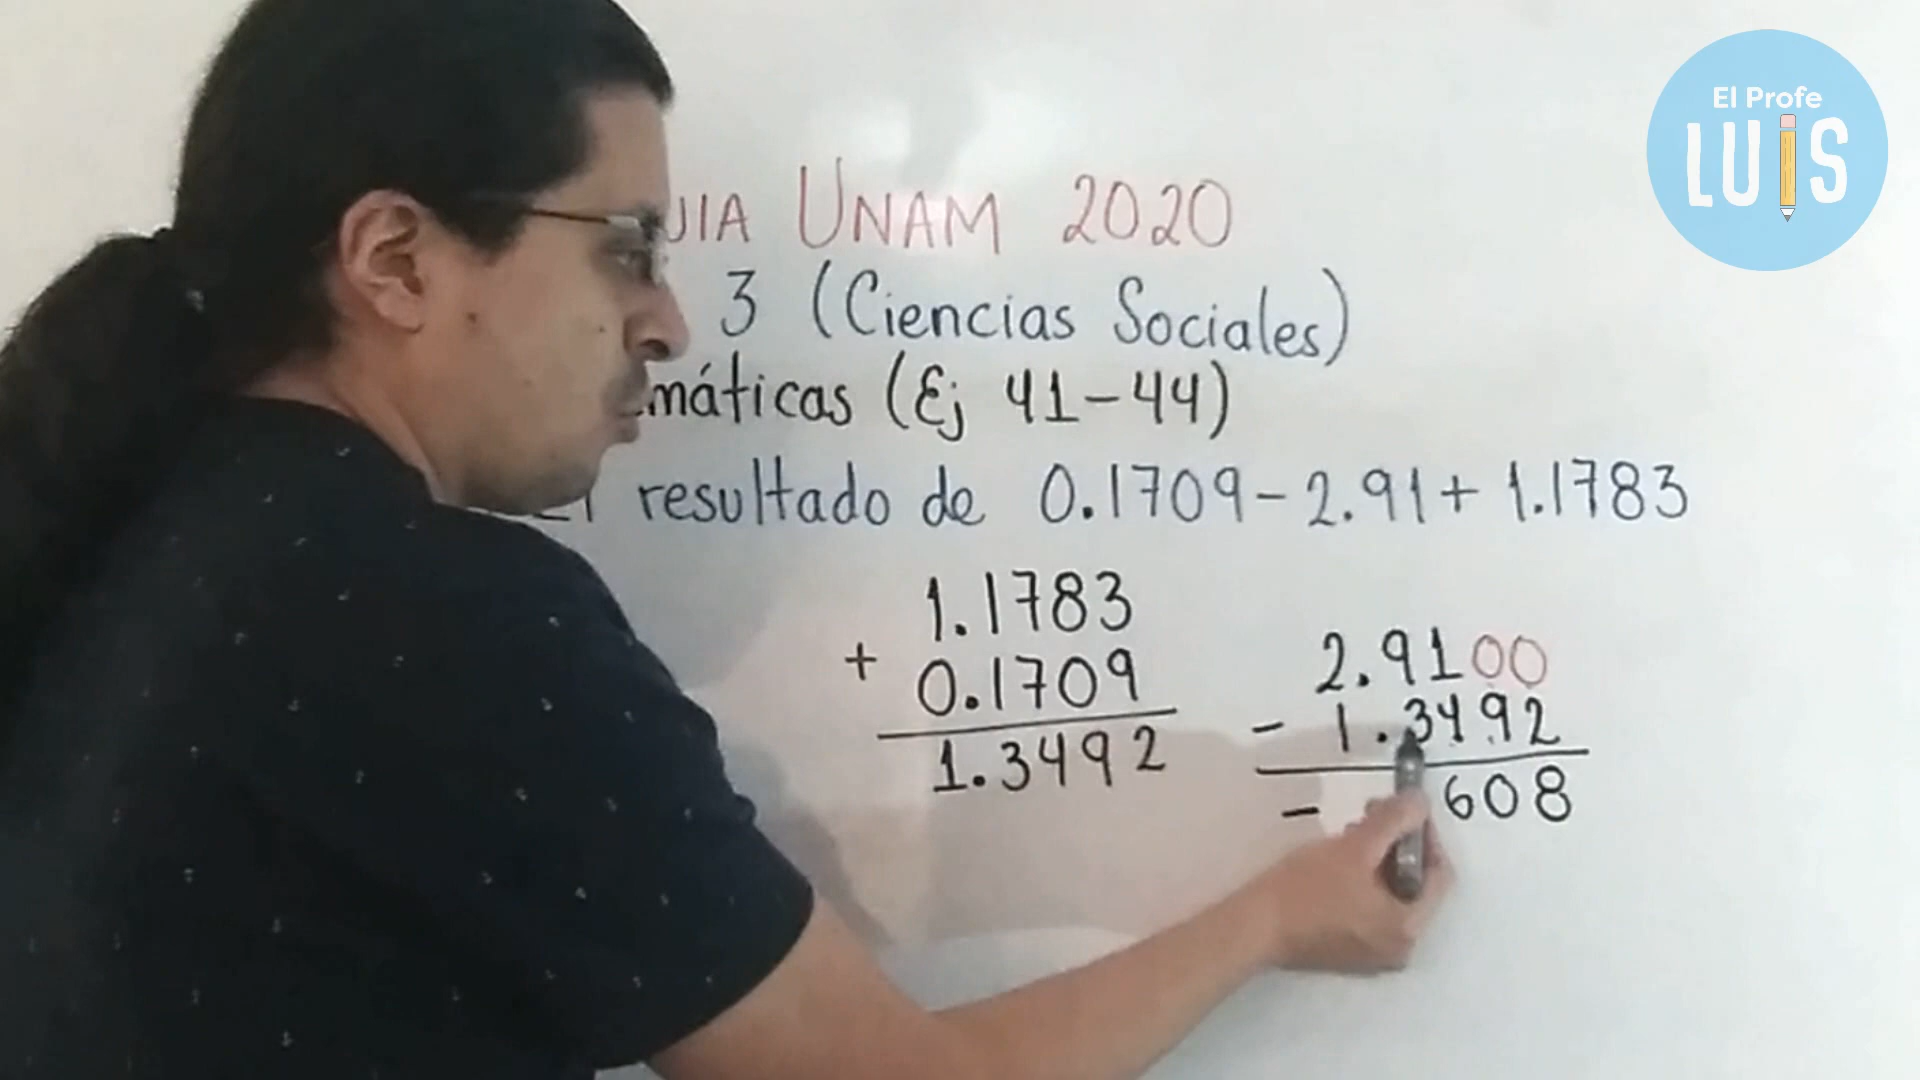 El Profe
LUIS
UIA UNAM 2020
3 (Ciencias Sociales)
máticas (Ej 41-44)
El resultado de 0.1709-2.91+1.1783
1.1783
+ 0.1709
1.3492
2.9100
- 1.3492
- 608